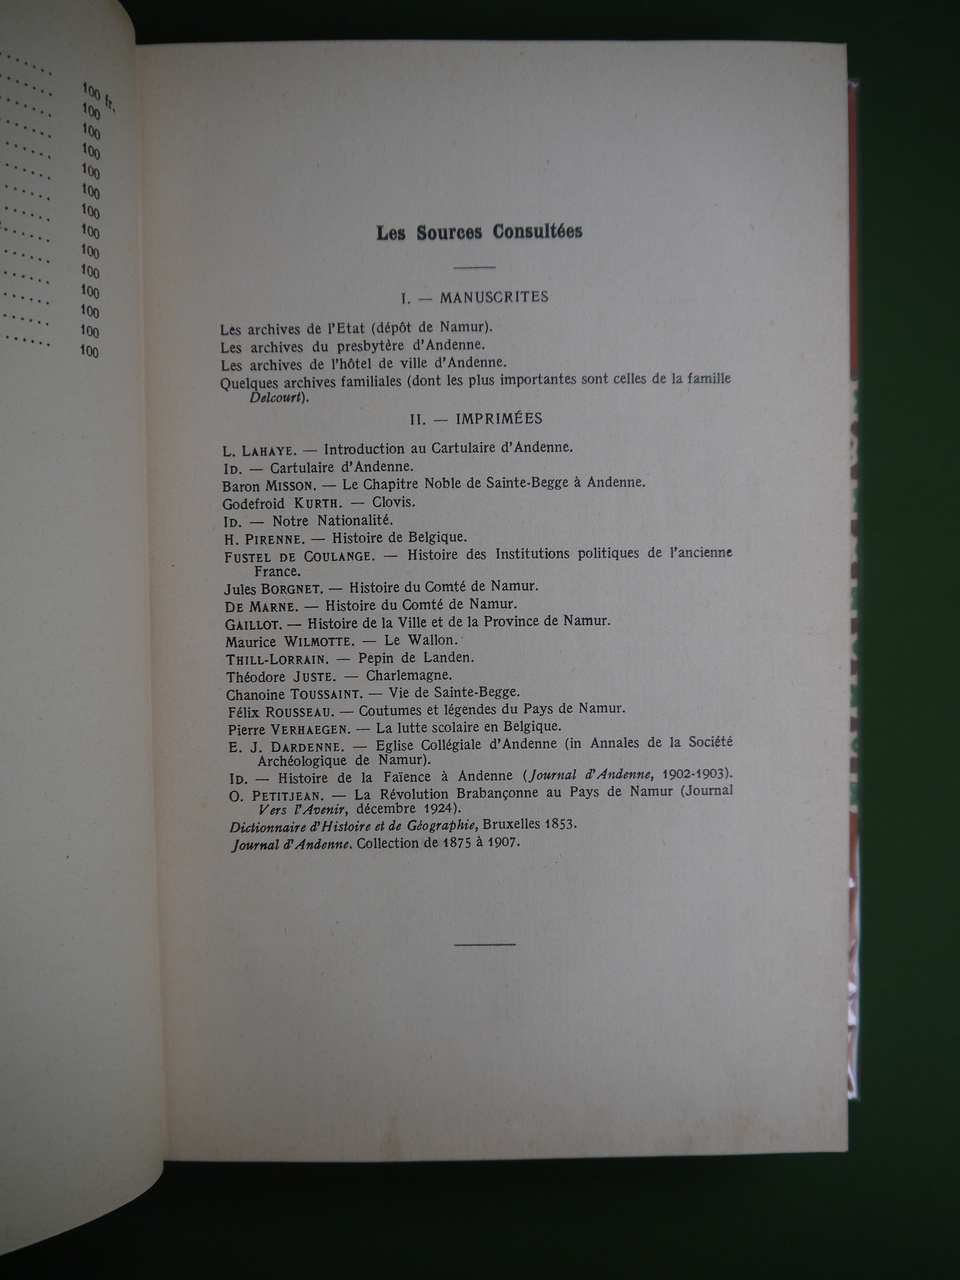 100 fr.
100
100
100
100
100
100
100
100
100
100
100
100
100
Les Sources Consultées
I. — MANUSCRITES
Les archives de l'Etat (dépôt de Namur).
Les archives du presbytère d'Andenne.
Les archives de l'hôtel de ville d'Andenne.
Quelques archives familiales (dont les plus importantes sont celles de la famille
Delcourt).
II. — IMPRIMÉES
L. LAHAYE. — Introduction au Cartulaire d'Andenne.
ID. — Cartulaire d'Andenne.
Baron MISSON. — Le Chapitre Noble de Sainte-Begge à Andenne.
Godefroid KURTH. — Clovis.
ID. — Notre Nationalité.
H. PIRENNE. — Histoire de Belgique.
FUSTEL DE COULANGE. — Histoire des Institutions politiques de l'ancienne
France.
Jules BORGNET. — Histoire du Comté de Namur.
DE MARNE. — Histoire du Comté de Namur.
GAILLOT. — Histoire de la Ville et de la Province de Namur.
Maurice WILMOTTE. — Le Wallon.
THILL-LORRAIN. — Pepin de Landen.
Théodore JUSTE. — Charlemagne.
Chanoine TOUSSAINT. — Vie de Sainte-Begge.
Félix ROUSSEAU. — Coutumes et légendes du Pays de Namur.
Pierre VERHAEGEN. — La lutte scolaire en Belgique.
E. J. DARDENNE. — Eglise Collégiale d'Andenne (in Annales de la Société
Archéologique de Namur).
ID. — Histoire de la Faïence à Andenne (Journal d'Andenne, 1902-1903).
O. PETITJEAN. — La Révolution Brabançonne au Pays de Namur (Journal
Vers l'Avenir, décembre 1924).
Dictionnaire d'Histoire et de Géographie, Bruxelles 1853.
Journal d'Andenne. Collection de 1875 à 1907.